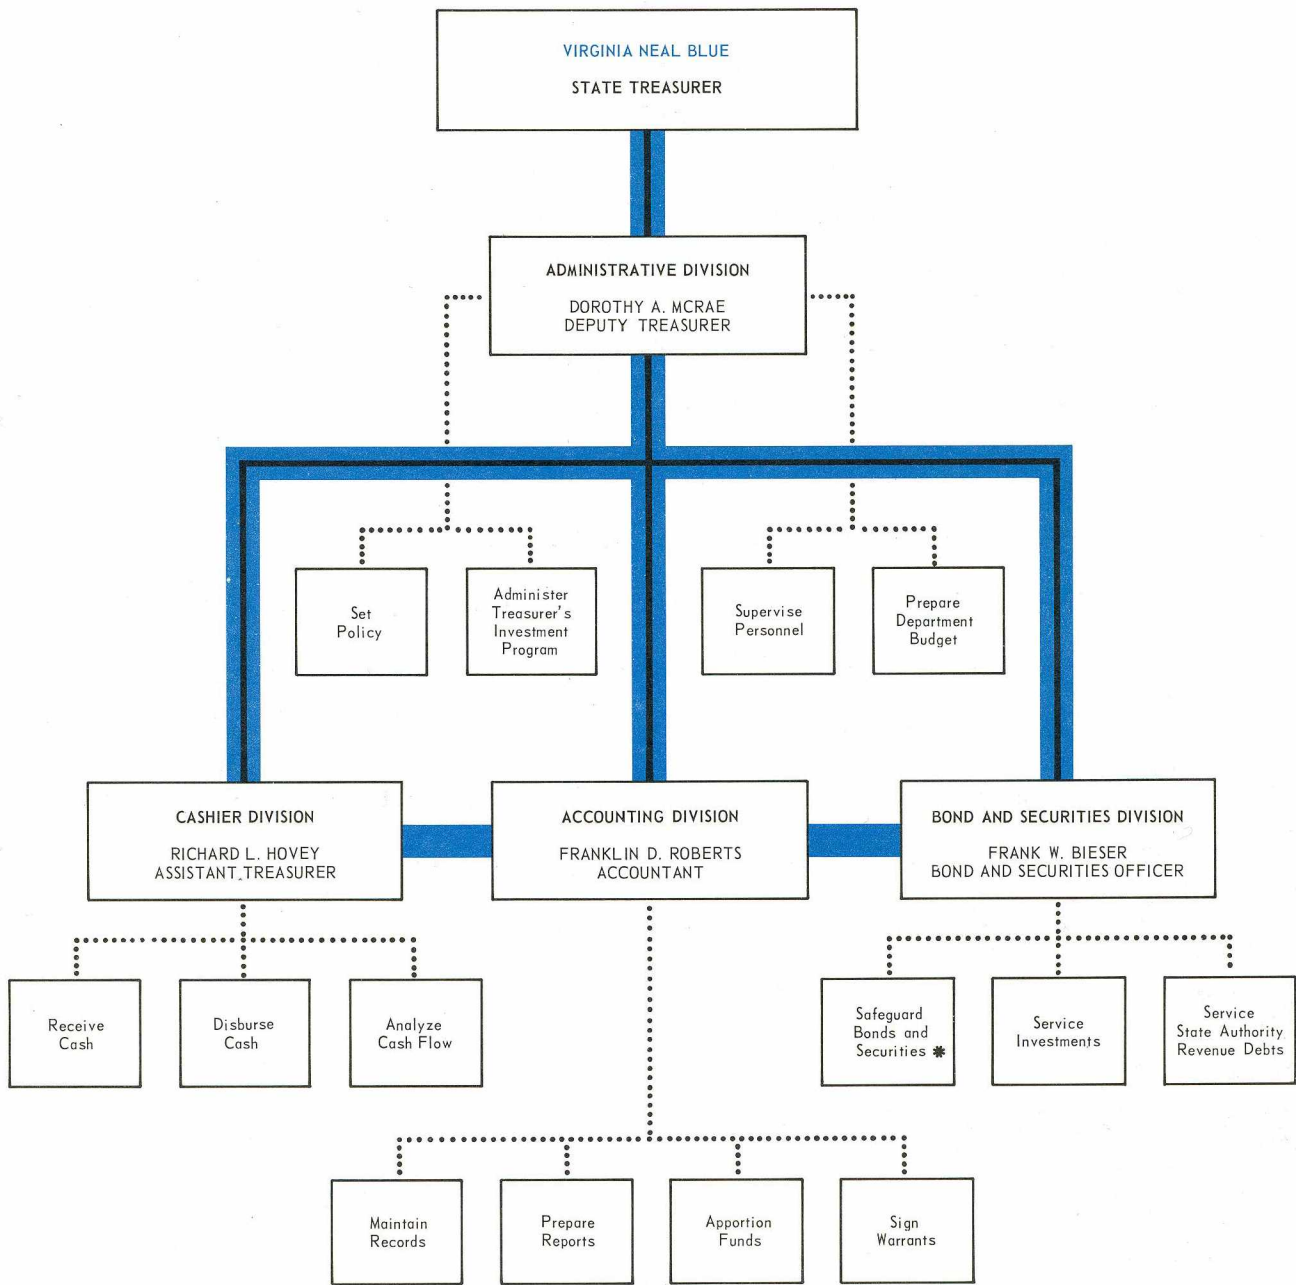 VIRGINIA NEAL BLUE
STATE TREASURER
ADMINISTRATIVE DIVISION
DOROTHY A. MCRAE
DEPUTY TREASURER
Set
Policy
Administer
Treasurer's
Investment
Program
Supervise
Personnel
Prepare
Department
Budget
CASHIER DIVISION
RICHARD L. HOVEY
ASSISTANT TREASURER
ACCOUNTING DIVISION
FRANKLIN D. ROBERTS
ACCOUNTANT
BOND AND SECURITIES DIVISION
FRANK W. BIESER
BOND AND SECURITIES OFFICER
Receive
Cash
Disburse
Cash
Analyze
Cash Flow
Safeguard
Bonds and
Securities *
Service
Investments
Service
State Authority
Revenue Debts
Maintain
Records
Prepare
Reports
Apportion
Funds
Sign
Warrants